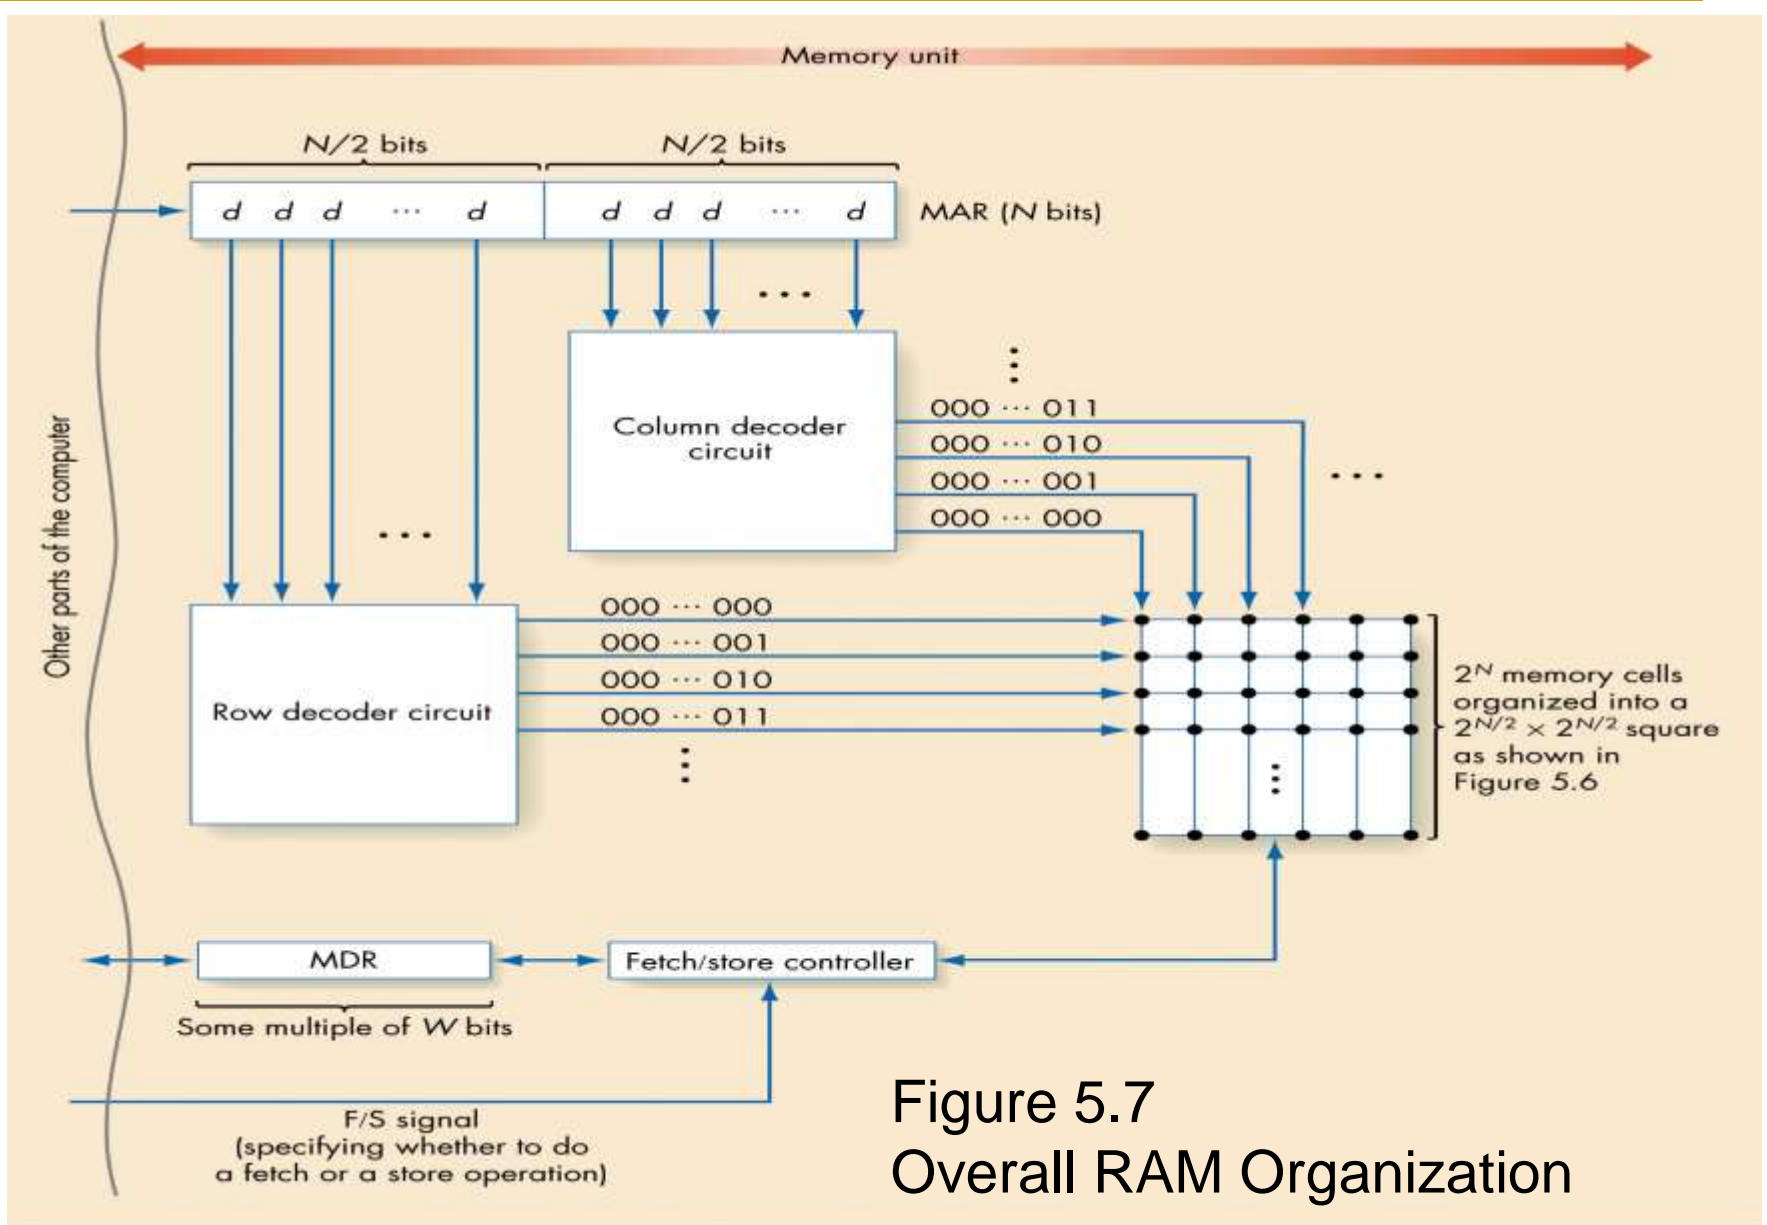 Memory unit
N/2 bits
N/2 bits
d d d ... d
d d d ... d
MAR (N bits)
Other parts of the computer
Column decoder
circuit
000 ... 011
000 ... 010
000 ... 001
000 ... 000
Row decoder circuit
000 ... 000
000 ... 001
000 ... 010
000 ... 011
2^N memory cells
organized into a
2^N/2 × 2^N/2 square
as shown in
Figure 5.6
MDR
Fetch/store controller
Some multiple of W bits
F/S signal
(specifying whether to do
a fetch or a store operation)
Figure 5.7
Overall RAM Organization